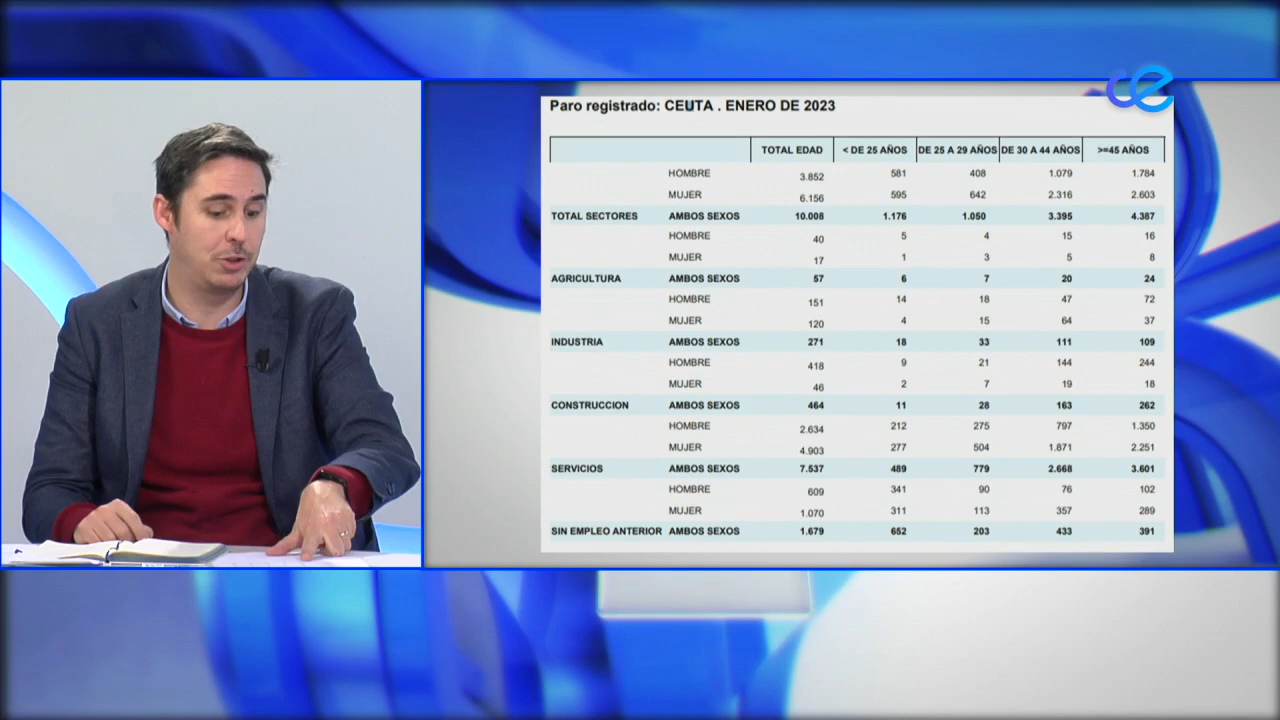 ce
Paro registrado: CEUTA . ENERO DE 2023
TOTAL EDAD < DE 25 AÑOS DE 25 A 29 AÑOS DE 30 A 44 AÑOS >=45 AÑOS
HOMBRE 3.852 581 408 1.079 1.784
MUJER 6.156 595 642 2.316 2.603
TOTAL SECTORES AMBOS SEXOS 10.008 1.176 1.050 3.395 4.387
HOMBRE 40 5 4 15 16
MUJER 17 1 3 5 8
AGRICULTURA AMBOS SEXOS 57 6 7 20 24
HOMBRE 151 14 18 47 72
MUJER 120 4 15 64 37
INDUSTRIA AMBOS SEXOS 271 18 33 111 109
HOMBRE 418 9 21 144 244
MUJER 46 2 7 19 18
CONSTRUCCION AMBOS SEXOS 464 11 28 163 262
HOMBRE 2.634 212 275 797 1.350
MUJER 4.903 277 504 1.871 2.251
SERVICIOS AMBOS SEXOS 7.537 489 779 2.668 3.601
HOMBRE 609 341 90 76 102
MUJER 1.070 311 113 357 289
SIN EMPLEO ANTERIOR AMBOS SEXOS 1.679 652 203 433 391